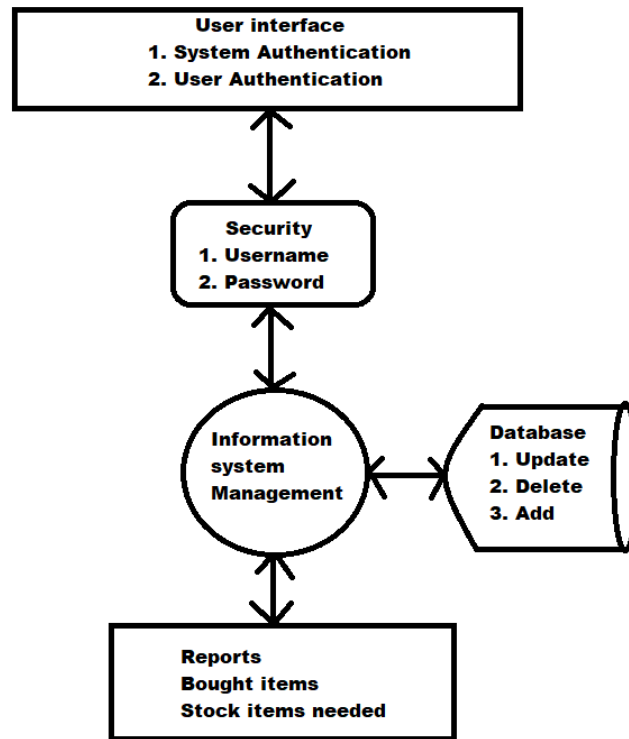 User interface
1. System Authentication
2. User Authentication
Security
1. Username
2. Password
Information
system
Management
Database
1. Update
2. Delete
3. Add
Reports
Bought items
Stock items needed